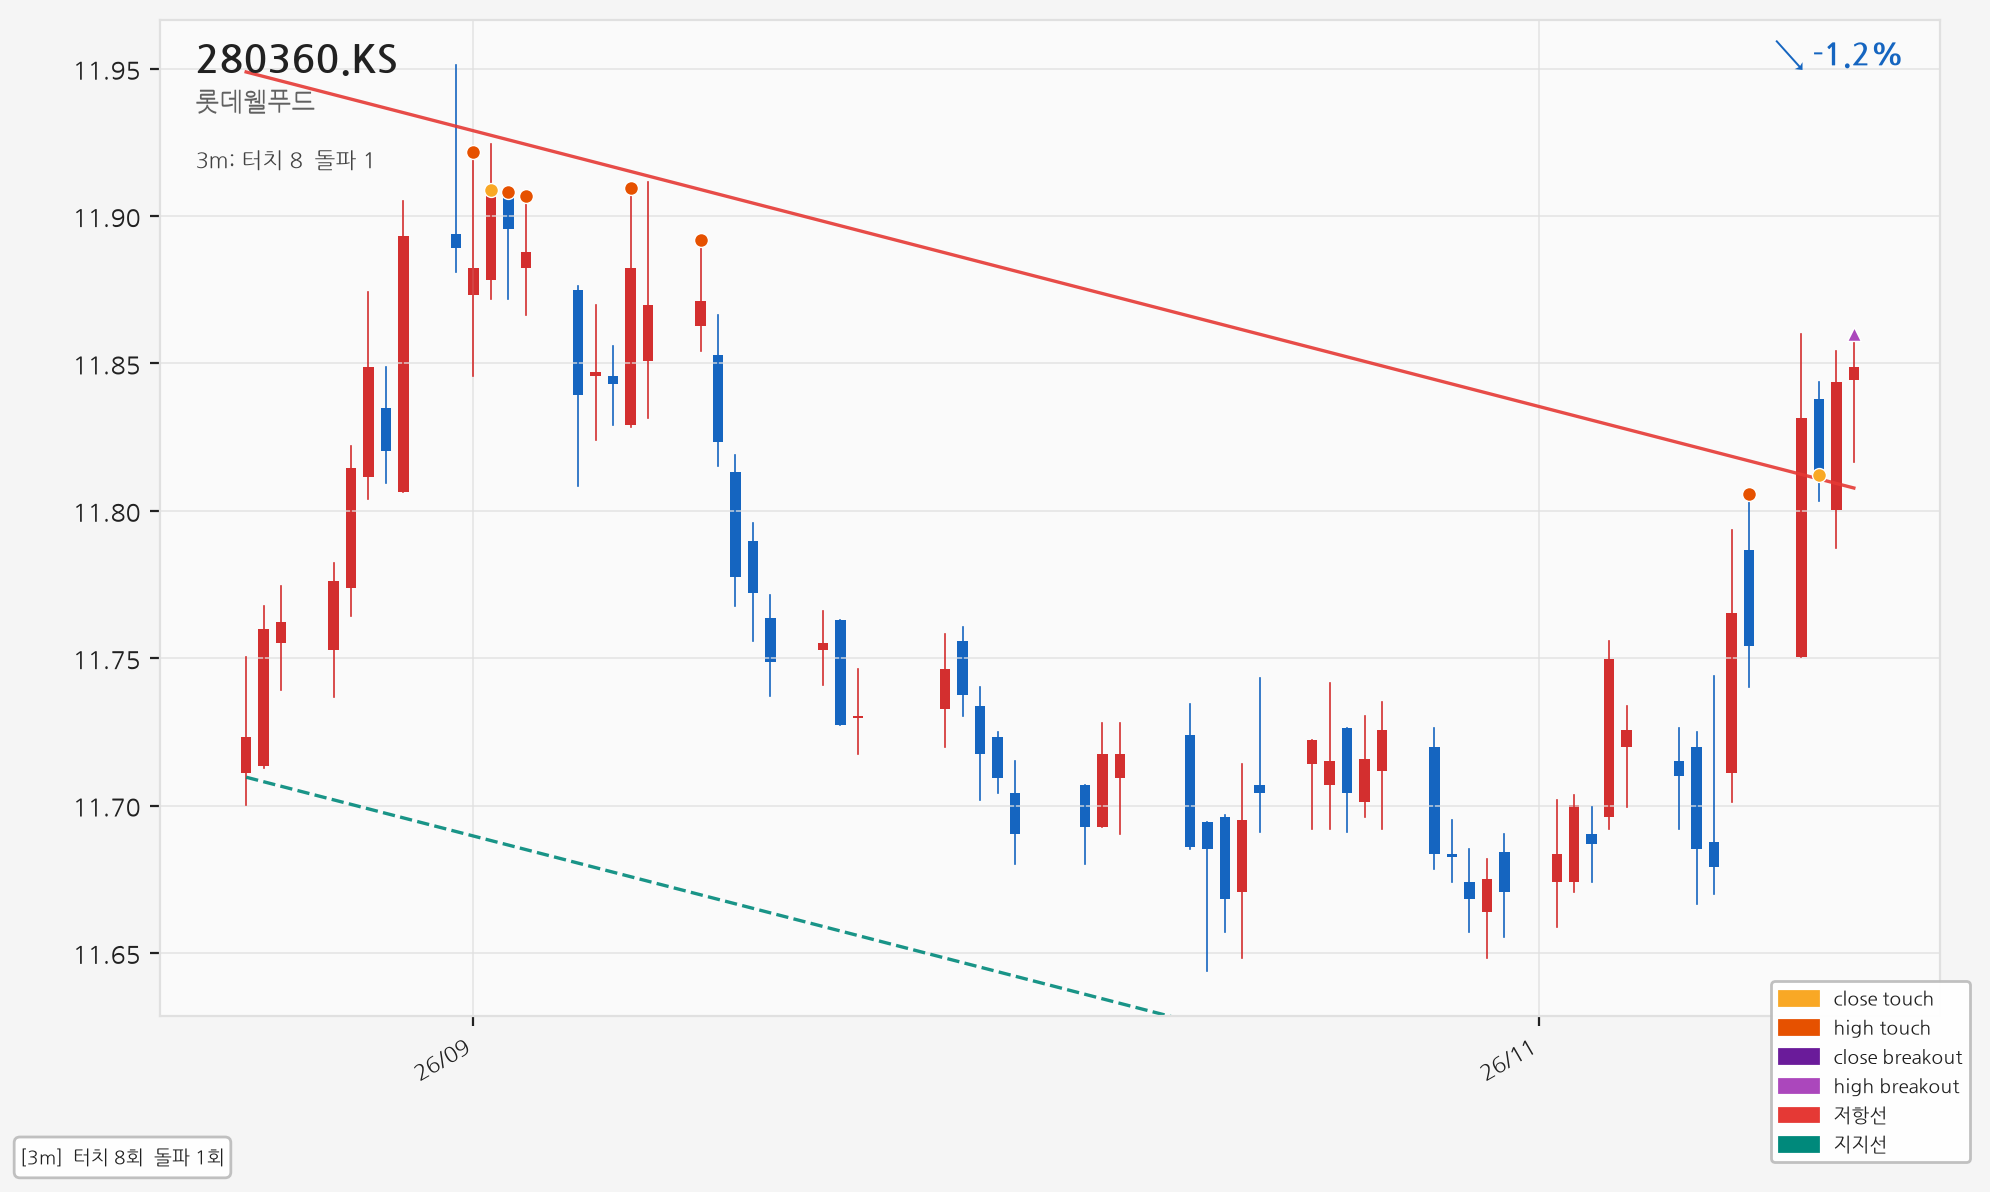 280360.KS
롯데웰푸드
3m: 터치 8 돌파 1
-1.2%
11.95
11.90
11.85
11.80
11.75
11.70
11.65
26/09
26/11
close touch
high touch
close breakout
high breakout
저항선
지지선
[3m] 터치 8회 돌파 1회